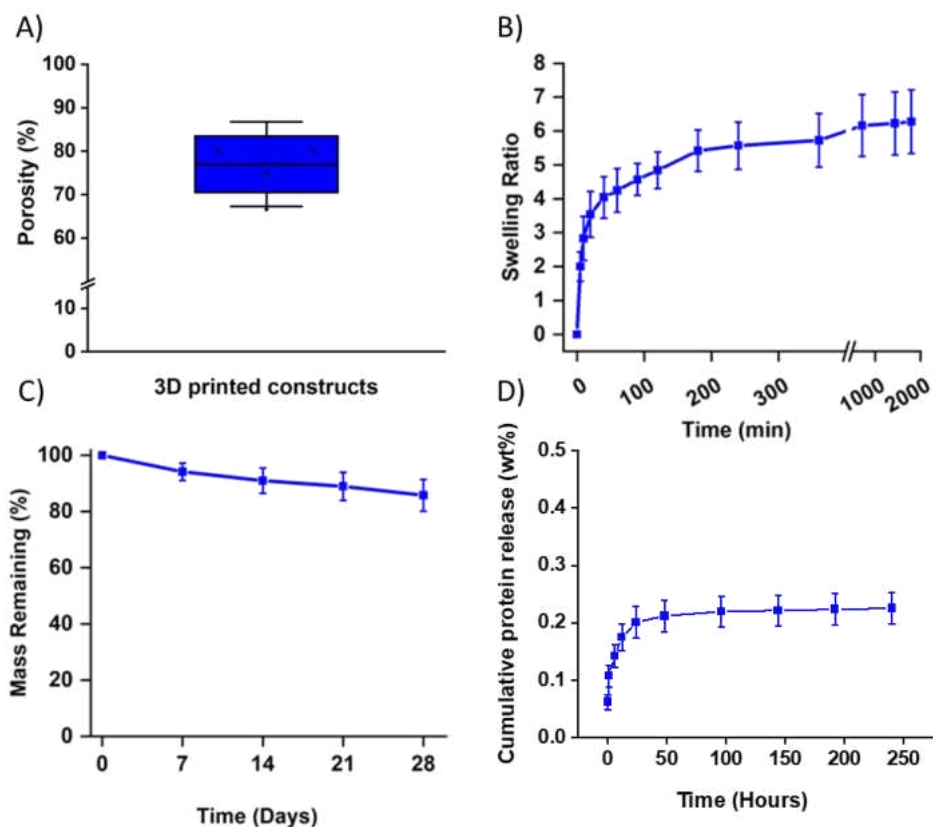 A)
Porosity (%)
100
90
80
70
60
10
0
3D printed constructs
B)
Swelling Ratio
8
7
6
5
4
3
2
1
0
0 100 200 300 1000 2000
Time (min)
C)
Mass Remaining (%)
100
80
60
40
20
0
0 7 14 21 28
Time (Days)
D)
Cumulative protein release (wt%)
0.5
0.4
0.3
0.2
0.1
0.0
0 50 100 150 200 250
Time (Hours)